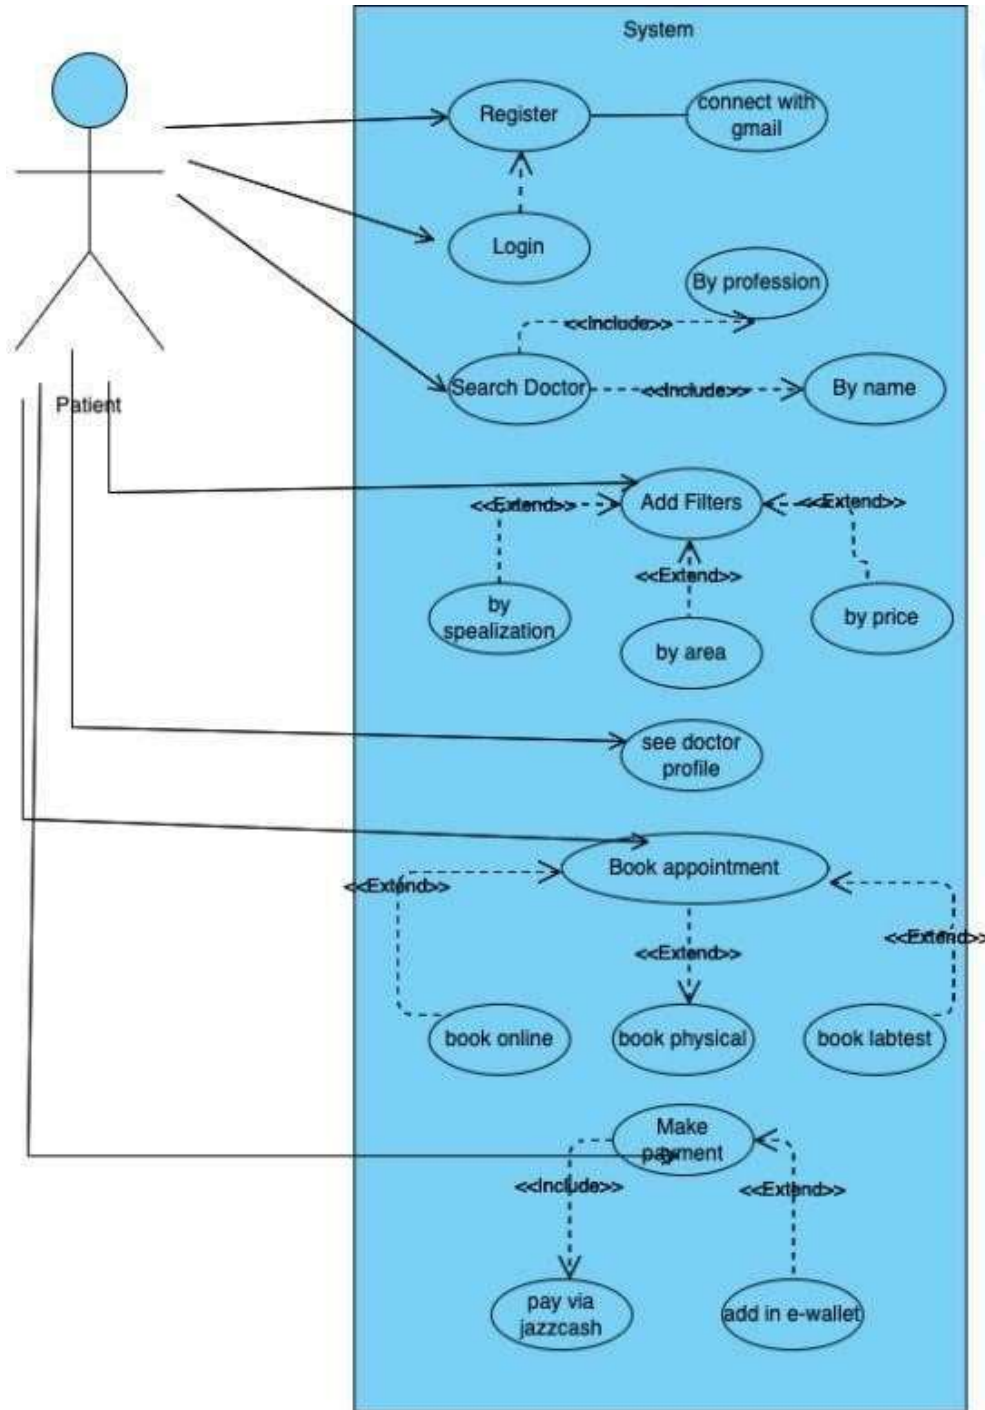 System
Register
connect with
gmail
Login
By profession
<<Include>>
Search Doctor
<<Include>>
By name
Patient
<<Extend>>
Add Filters
<<Extend>>
<<Extend>>
by
spealization
by area
by price
see doctor
profile
Book appointment
<<Extend>>
<<Extend>>
<<Extend>>
book online
book physical
book labtest
Make
payment
<<Include>>
<<Extend>>
pay via
jazzcash
add in e-wallet